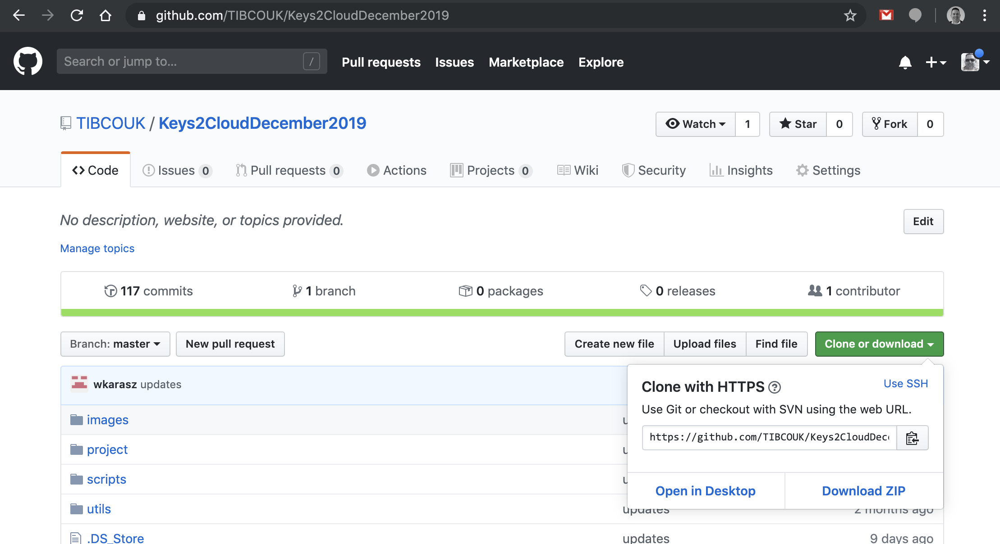 github.com/TIBCOUK/Keys2CloudDecember2019
Search or jump to...
/
Pull requests
Issues
Marketplace
Explore
TIBCOUK / Keys2CloudDecember2019
Watch 1
Star 0
Fork 0
Code
Issues 0
Pull requests 0
Actions
Projects 0
Wiki
Security
Insights
Settings
No description, website, or topics provided.
Edit
Manage topics
117 commits
1 branch
0 packages
0 releases
1 contributor
Branch: master
New pull request
Create new file
Upload files
Find file
Clone or download
wkarasz updates
Clone with HTTPS
Use SSH
Use Git or checkout with SVN using the web URL.
https://github.com/TIBCOUK/Keys2CloudDec
Open in Desktop
Download ZIP
images
project
scripts
utils
updates
2 months ago
.DS_Store
updates
9 days ago